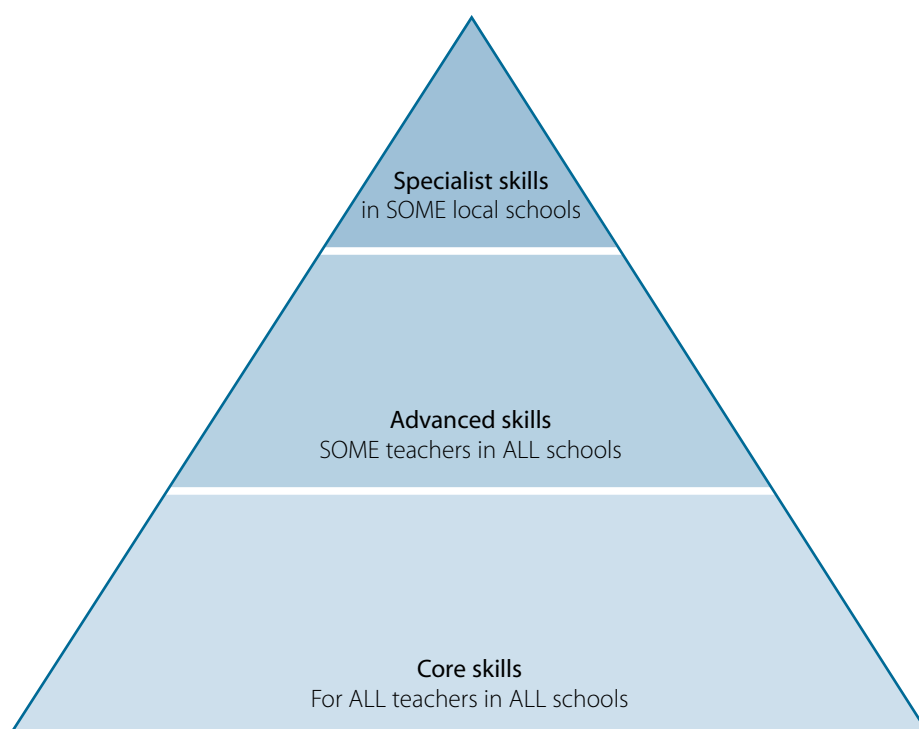 Specialist skills
in SOME local schools
Advanced skills
SOME teachers in ALL schools
Core skills
For ALL teachers in ALL schools